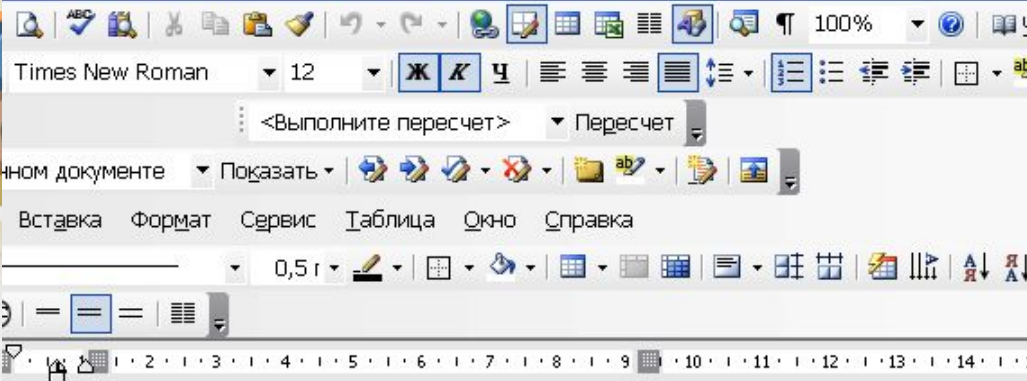 ABC 100%
Times New Roman 12 Ж К Ч
<Выполните пересчет> Пересчет
нном документе Показать
Вставка Формат Сервис Таблица Окно Справка
0,5 г
1 2 3 4 5 6 7 8 9 10 11 12 13 14